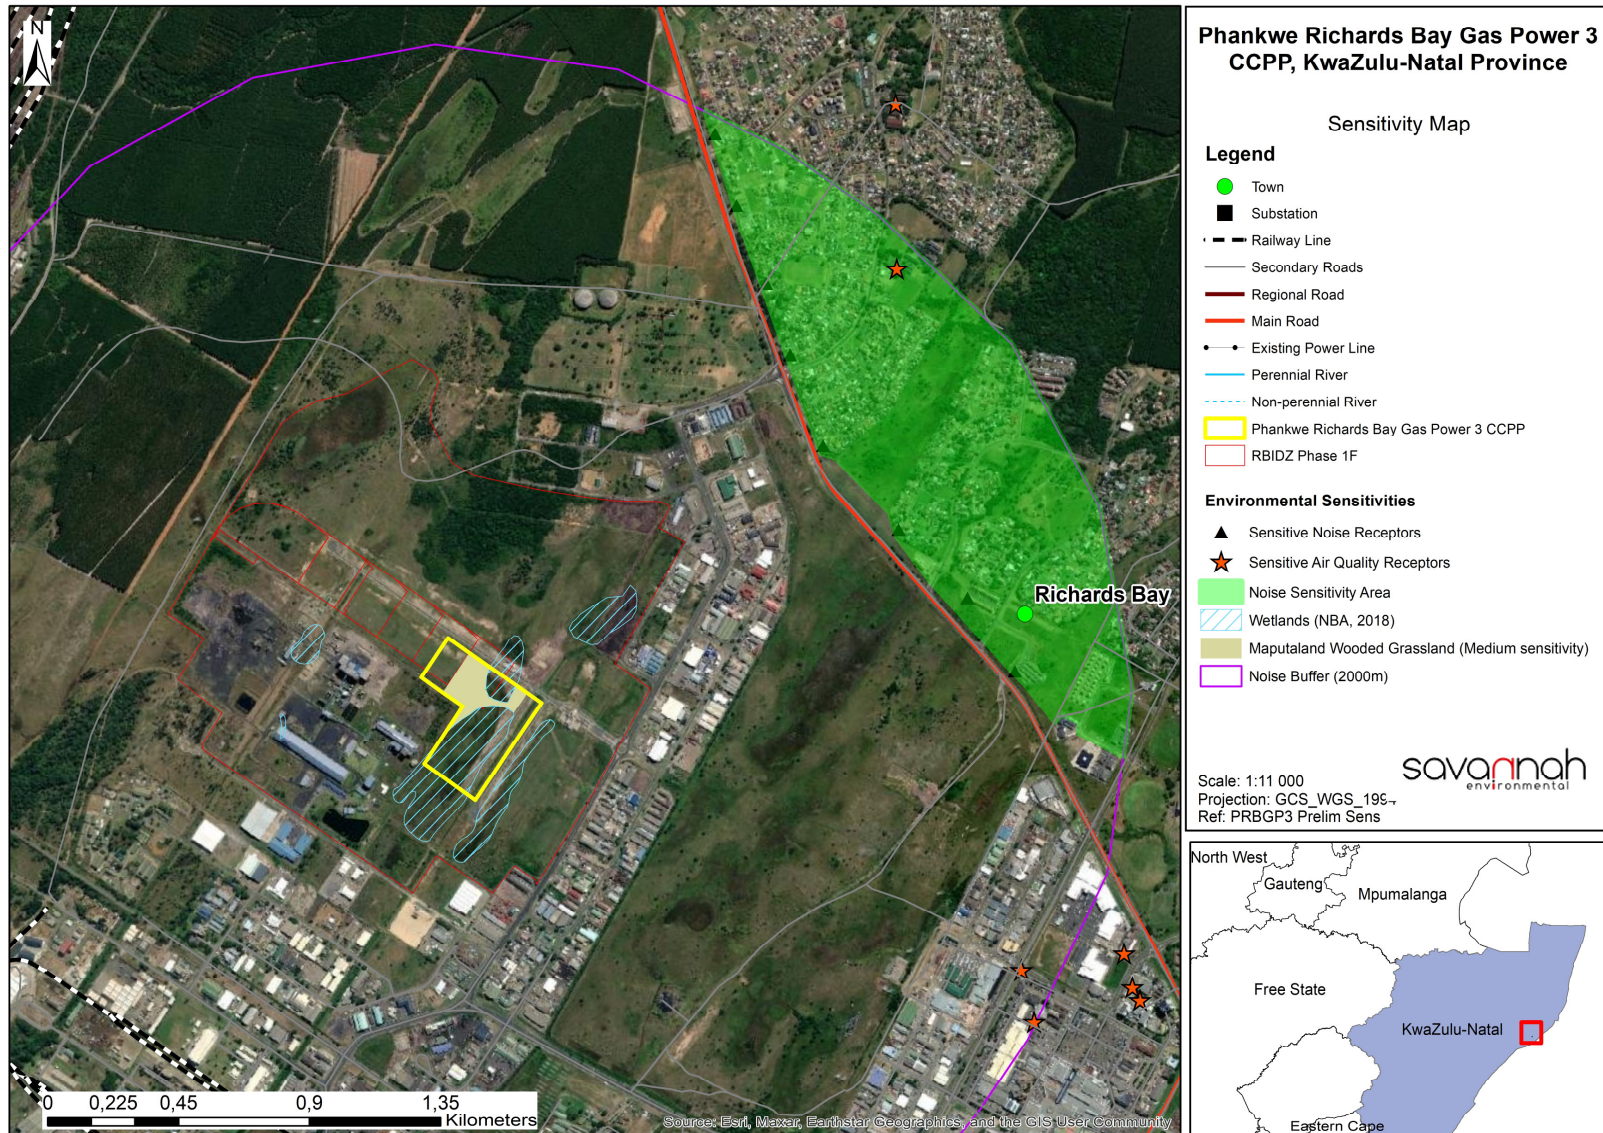 N
Richards Bay
0 0,225 0,45 0,9 1,35
Kilometers
Source: Esri, Maxar, Earthstar Geographics, and the GIS User Community
Phankwe Richards Bay Gas Power 3
CCPP, KwaZulu-Natal Province
Sensitivity Map
Legend
Town
Substation
Railway Line
Secondary Roads
Regional Road
Main Road
Existing Power Line
Perennial River
Non-perennial River
Phankwe Richards Bay Gas Power 3 CCPP
RBIDZ Phase 1F
Environmental Sensitivities
Sensitive Noise Receptors
Sensitive Air Quality Receptors
Noise Sensitivity Area
Wetlands (NBA, 2018)
Maputaland Wooded Grassland (Medium sensitivity)
Noise Buffer (2000m)
savannah
environmental
Scale: 1:11 000
Projection: GCS_WGS_1994
Ref: PRBGP3 Prelim Sens
North West
Gauteng
Mpumalanga
Free State
KwaZulu-Natal
Eastern Cape